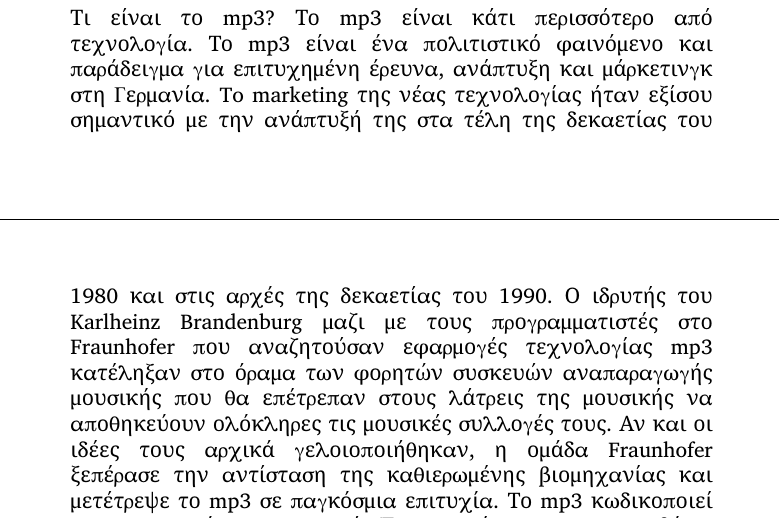 Τι είναι το mp3? Το mp3 είναι κάτι περισσότερο από
τεχνολογία. Το mp3 είναι ένα πολιτιστικό φαινόμενο και
παράδειγμα για επιτυχημένη έρευνα, ανάπτυξη και μάρκετινγκ
στη Γερμανία. Το marketing της νέας τεχνολογίας ήταν εξίσου
σημαντικό με την ανάπτυξή της στα τέλη της δεκαετίας του
1980 και στις αρχές της δεκαετίας του 1990. Ο ιδρυτής του
Karlheinz Brandenburg μαζι με τους προγραμματιστές στο
Fraunhofer που αναζητούσαν εφαρμογές τεχνολογίας mp3
κατέληξαν στο όραμα των φορητών συσκευών αναπαραγωγής
μουσικής που θα επέτρεπαν στους λάτρεις της μουσικής να
αποθηκεύουν ολόκληρες τις μουσικές συλλογές τους. Αν και οι
ιδέες τους αρχικά γελοιοποιήθηκαν, η ομάδα Fraunhofer
ξεπέρασε την αντίσταση της καθιερωμένης βιομηχανίας και
μετέτρεψε το mp3 σε παγκόσμια επιτυχία. Το mp3 κωδικοποιεί